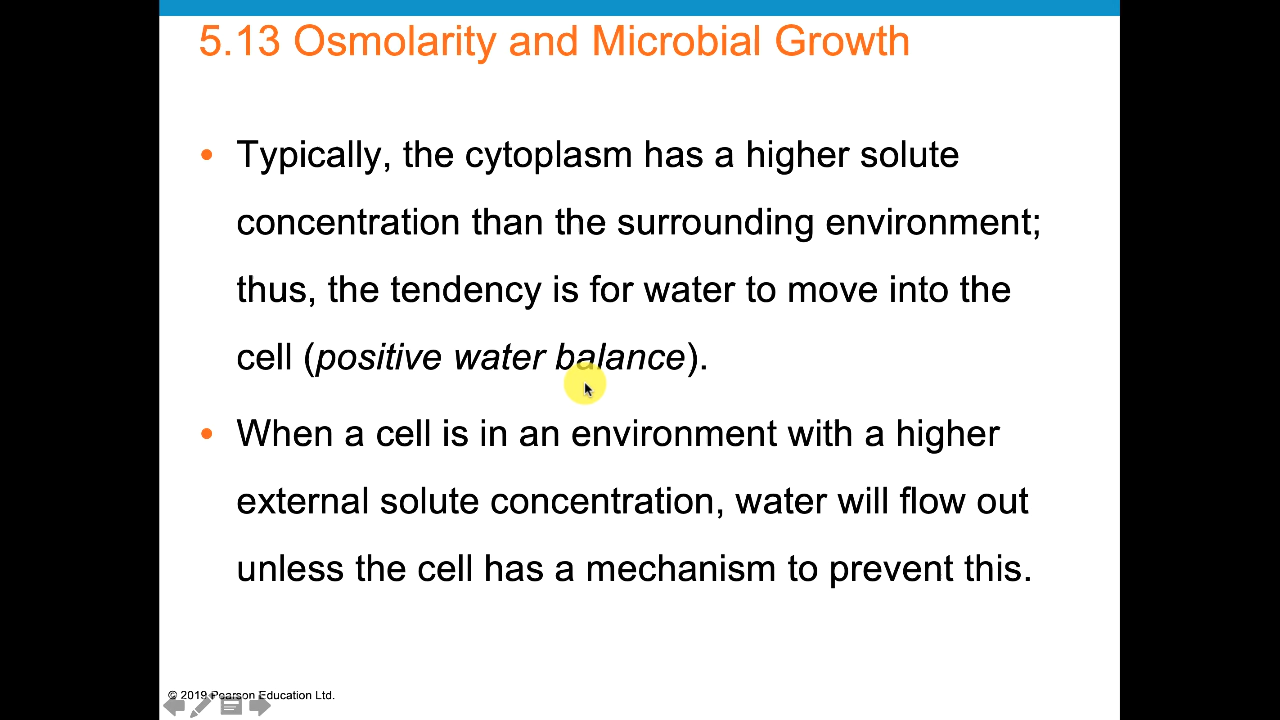 5.13 Osmolarity and Microbial Growth
• Typically, the cytoplasm has a higher solute
concentration than the surrounding environment;
thus, the tendency is for water to move into the
cell (positive water balance).
• When a cell is in an environment with a higher
external solute concentration, water will flow out
unless the cell has a mechanism to prevent this.
© 2019 Pearson Education Ltd.